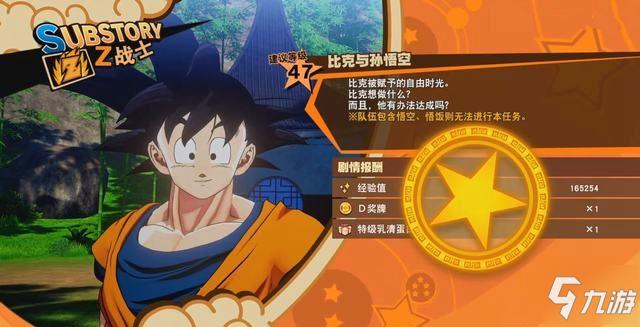 SUBSTORY
Z
Z战士
建议等级
47
比克与孙悟空
比克被赋予的自由时光。
比克想做什么？
而且，他有办法达成吗？
※队伍包含悟空、悟饭则无法进行本任务。
剧情报酬
经验值 165254
D奖牌 ×1
特级乳清蛋 ×1
九游